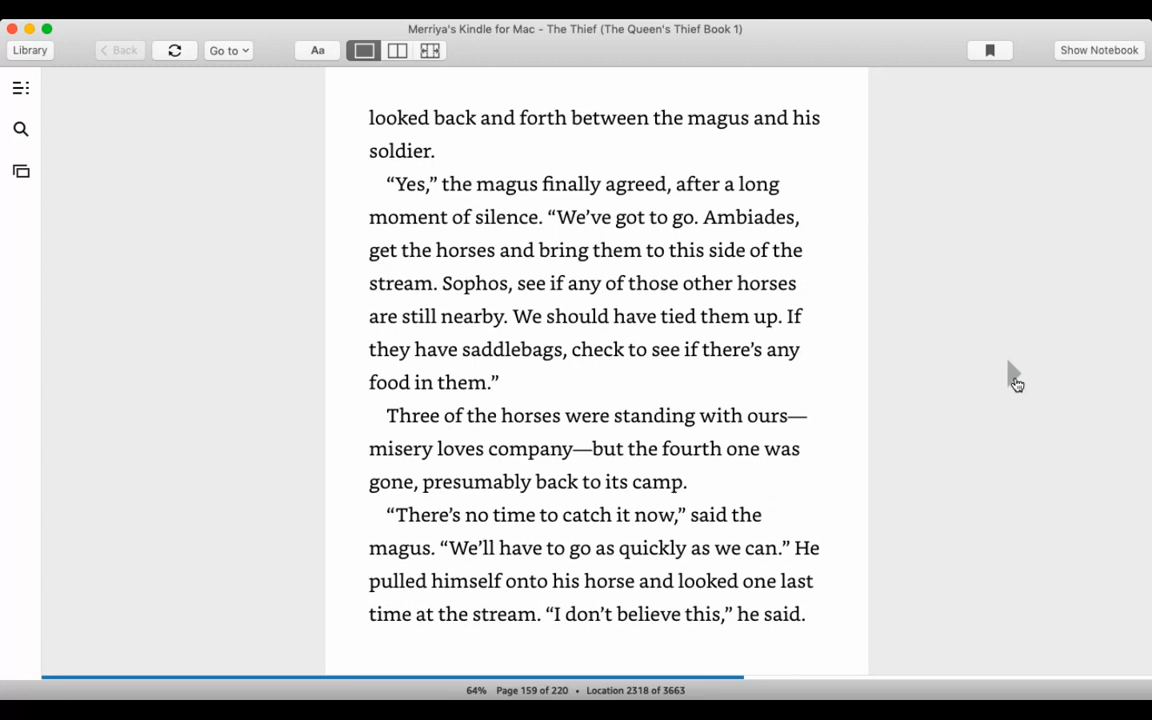 Merriya's Kindle for Mac - The Thief (The Queen's Thief Book 1)
Library
Back
Go to
Aa
Show Notebook
looked back and forth between the magus and his
soldier.
“Yes,” the magus finally agreed, after a long
moment of silence. “We’ve got to go. Ambiades,
get the horses and bring them to this side of the
stream. Sophos, see if any of those other horses
are still nearby. We should have tied them up. If
they have saddlebags, check to see if there’s any
food in them.”
Three of the horses were standing with ours—
misery loves company—but the fourth one was
gone, presumably back to its camp.
“There’s no time to catch it now,” said the
magus. “We’ll have to go as quickly as we can.” He
pulled himself onto his horse and looked one last
time at the stream. “I don’t believe this,” he said.
64% Page 159 of 220 • Location 2318 of 3663